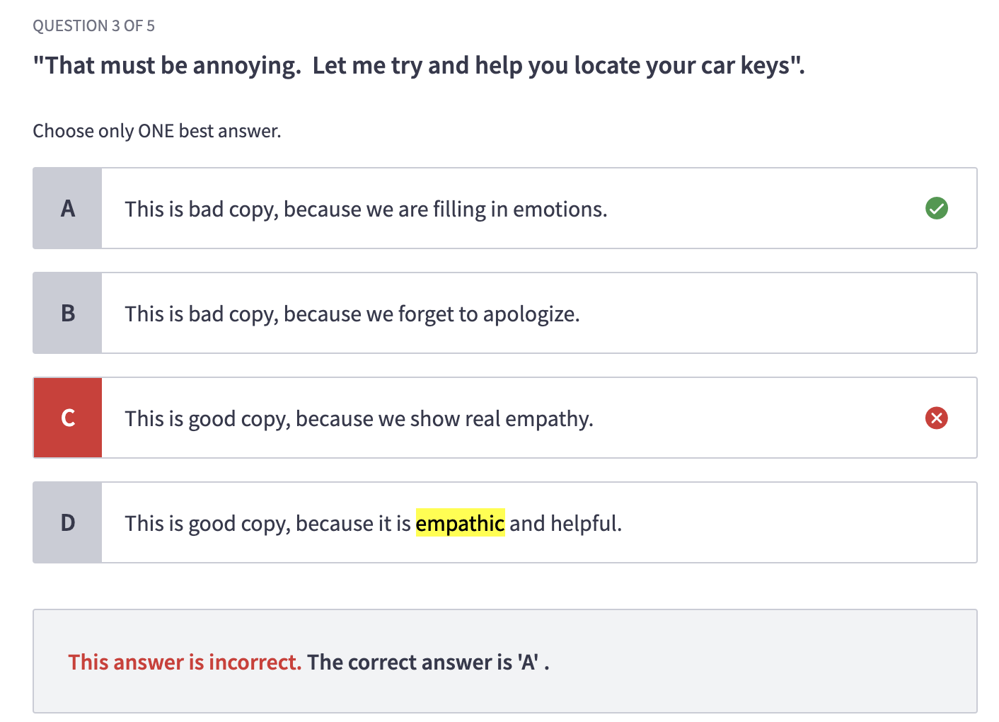 QUESTION 3 OF 5
"That must be annoying.  Let me try and help you locate your car keys".
Choose only ONE best answer.
A
This is bad copy, because we are filling in emotions.
B
This is bad copy, because we forget to apologize.
C
This is good copy, because we show real empathy.
D
This is good copy, because it is empathic and helpful.
This answer is incorrect. The correct answer is 'A' .